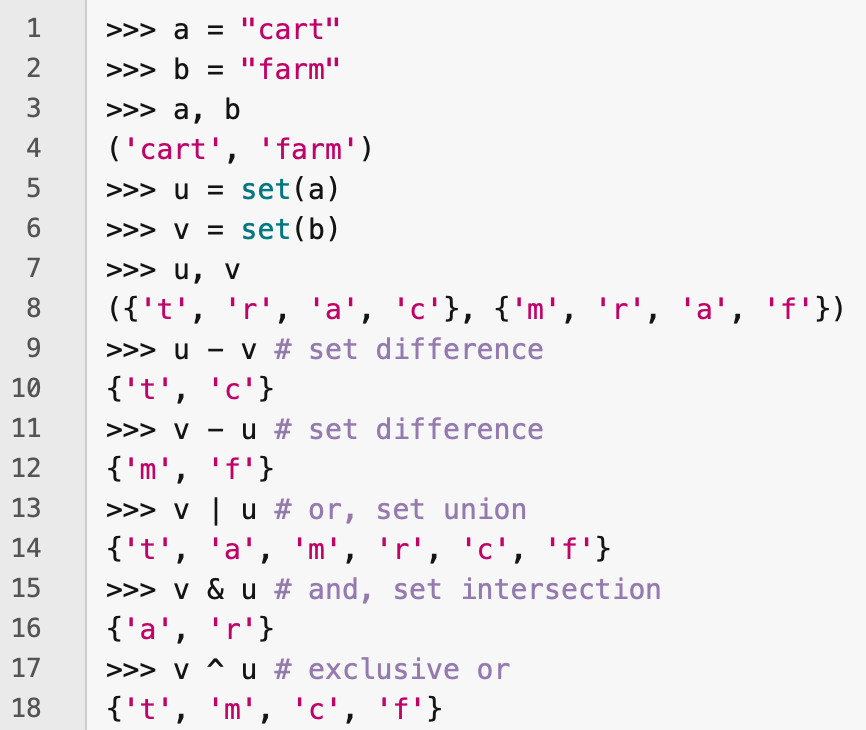 1 >>> a = "cart"
2 >>> b = "farm"
3 >>> a, b
4 ('cart', 'farm')
5 >>> u = set(a)
6 >>> v = set(b)
7 >>> u, v
8 ({'t', 'r', 'a', 'c'}, {'m', 'r', 'a', 'f'})
9 >>> u - v # set difference
10 {'t', 'c'}
11 >>> v - u # set difference
12 {'m', 'f'}
13 >>> v | u # or, set union
14 {'t', 'a', 'm', 'r', 'c', 'f'}
15 >>> v & u # and, set intersection
16 {'a', 'r'}
17 >>> v ^ u # exclusive or
18 {'t', 'm', 'c', 'f'}